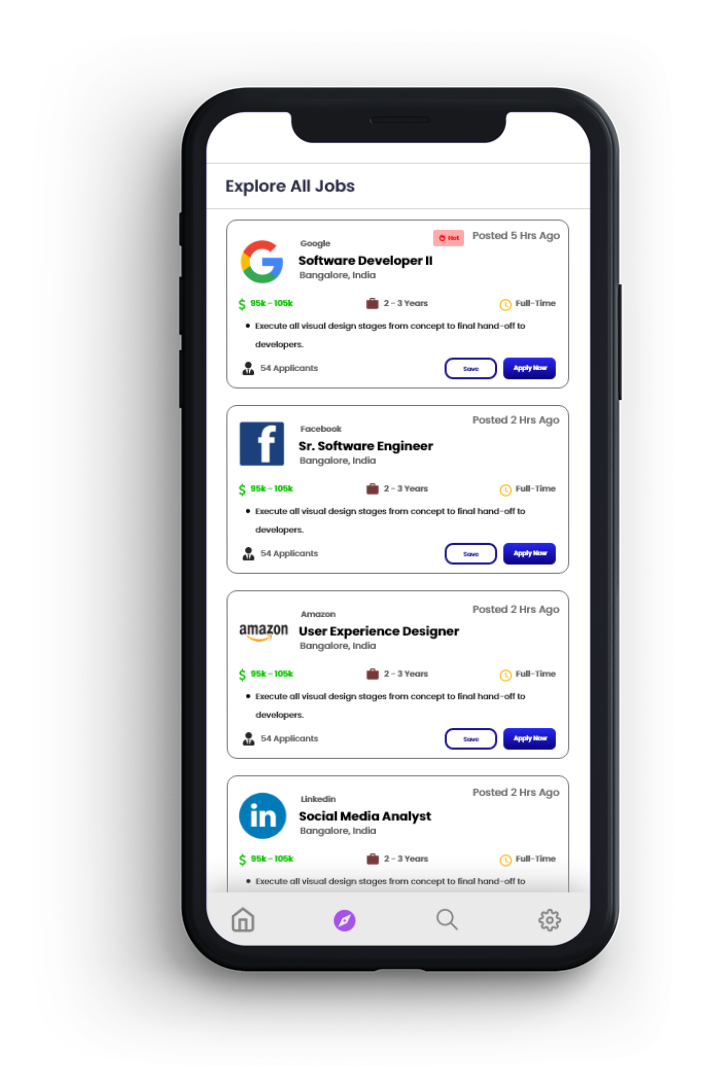 Explore All Jobs
Google
Hot
Posted 5 Hrs Ago
Software Developer II
Bangalore, India
$ 95k - 105k
2 - 3 Years
Full-Time
• Execute all visual design stages from concept to final hand-off to
developers.
54 Applicants
Save
Apply Now
Posted 2 Hrs Ago
f
Facebook
Sr. Software Engineer
Bangalore, India
$ 95k - 105k
2 - 3 Years
Full-Time
• Execute all visual design stages from concept to final hand-off to
developers.
54 Applicants
Save
Apply Now
Posted 2 Hrs Ago
amazon
Amazon
User Experience Designer
Bangalore, India
$ 95k - 105k
2 - 3 Years
Full-Time
• Execute all visual design stages from concept to final hand-off to
developers.
54 Applicants
Save
Apply Now
Posted 2 Hrs Ago
in
Linkedin
Social Media Analyst
Bangalore, India
$ 95k - 105k
2 - 3 Years
Full-Time
• Execute all visual design stages from concept to final hand-off to